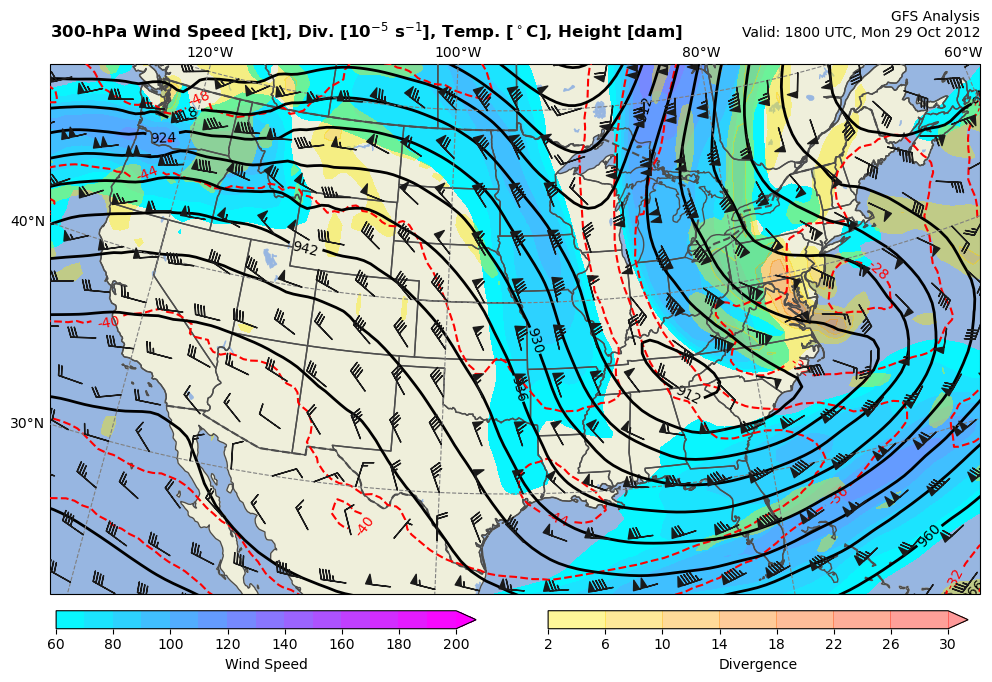 GFS Analysis
300-hPa Wind Speed [kt], Div. [10⁻⁵ s⁻¹], Temp. [°C], Height [dam]
Valid: 1800 UTC, Mon 29 Oct 2012
120°W 100°W 80°W 60°W
-48
924
-44
40°N
942
-28
-40
930
936
912
30°N
-40
-36
960
-32
60 80 100 120 140 160 180 200
Wind Speed
2 6 10 14 18 22 26 30
Divergence